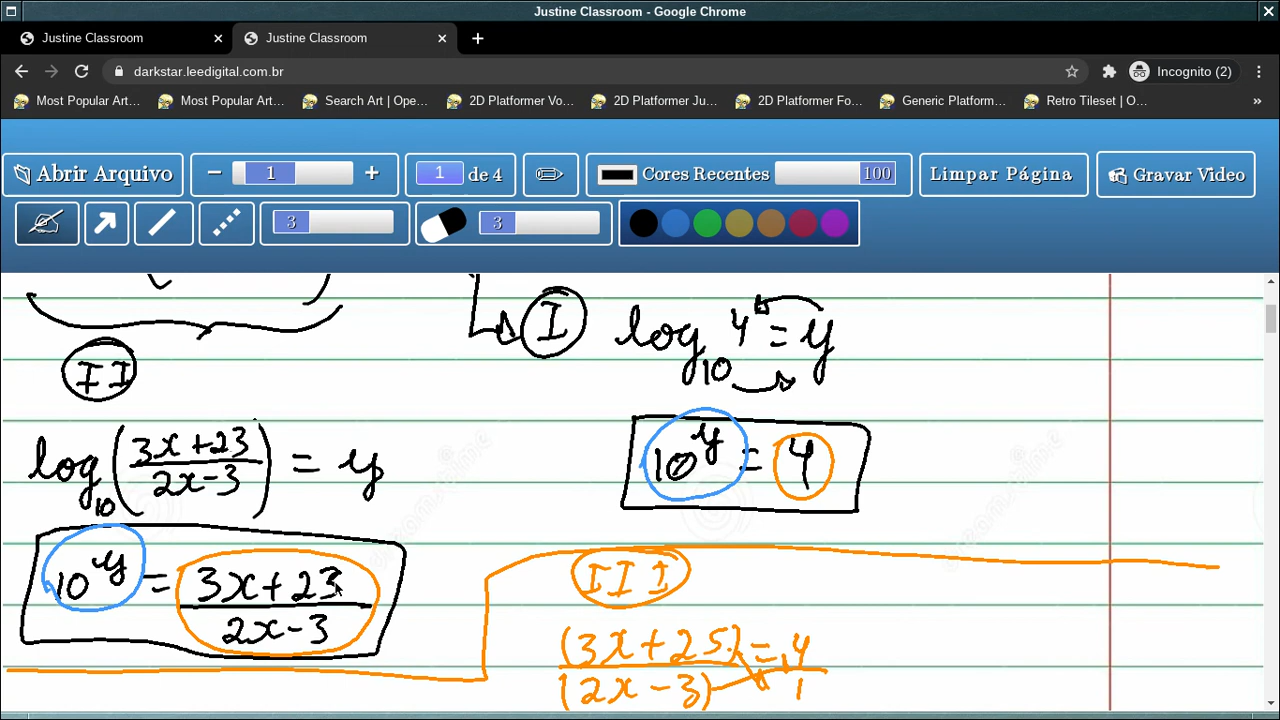 Justine Classroom - Google Chrome
Justine Classroom
Justine Classroom
darkstar.leedigital.com.br
Incognito (2)
Most Popular Art...
Most Popular Art...
Search Art | Ope...
2D Platformer Vo...
2D Platformer Ju...
2D Platformer Fo...
Generic Platform...
Retro Tileset | O...
»
Abrir Arquivo
− 1 +
1 de 4
Cores Recentes 100
Limpar Página
Gravar Video
3
3
I
log₁₀ 4 = y
II
10^y = 4
log₁₀ ((3x+23)/(2x-3)) = y
10^y = (3x+23)/(2x-3)
III
(3x+25)/(2x-3) = 4/1